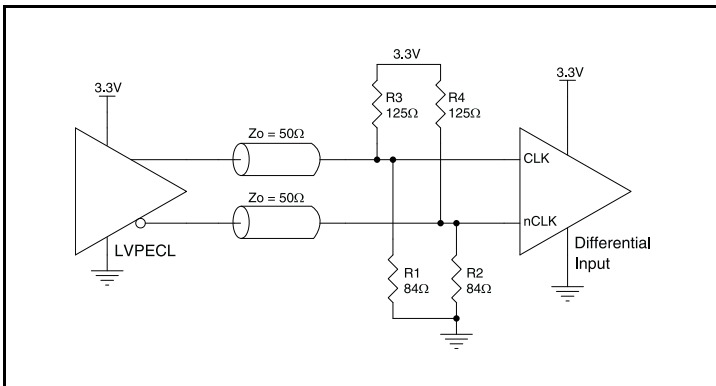 3.3V
3.3V
3.3V
R3
125Ω
R4
125Ω
Zo = 50Ω
CLK
Zo = 50Ω
nCLK
LVPECL
Differential
Input
R1
84Ω
R2
84Ω